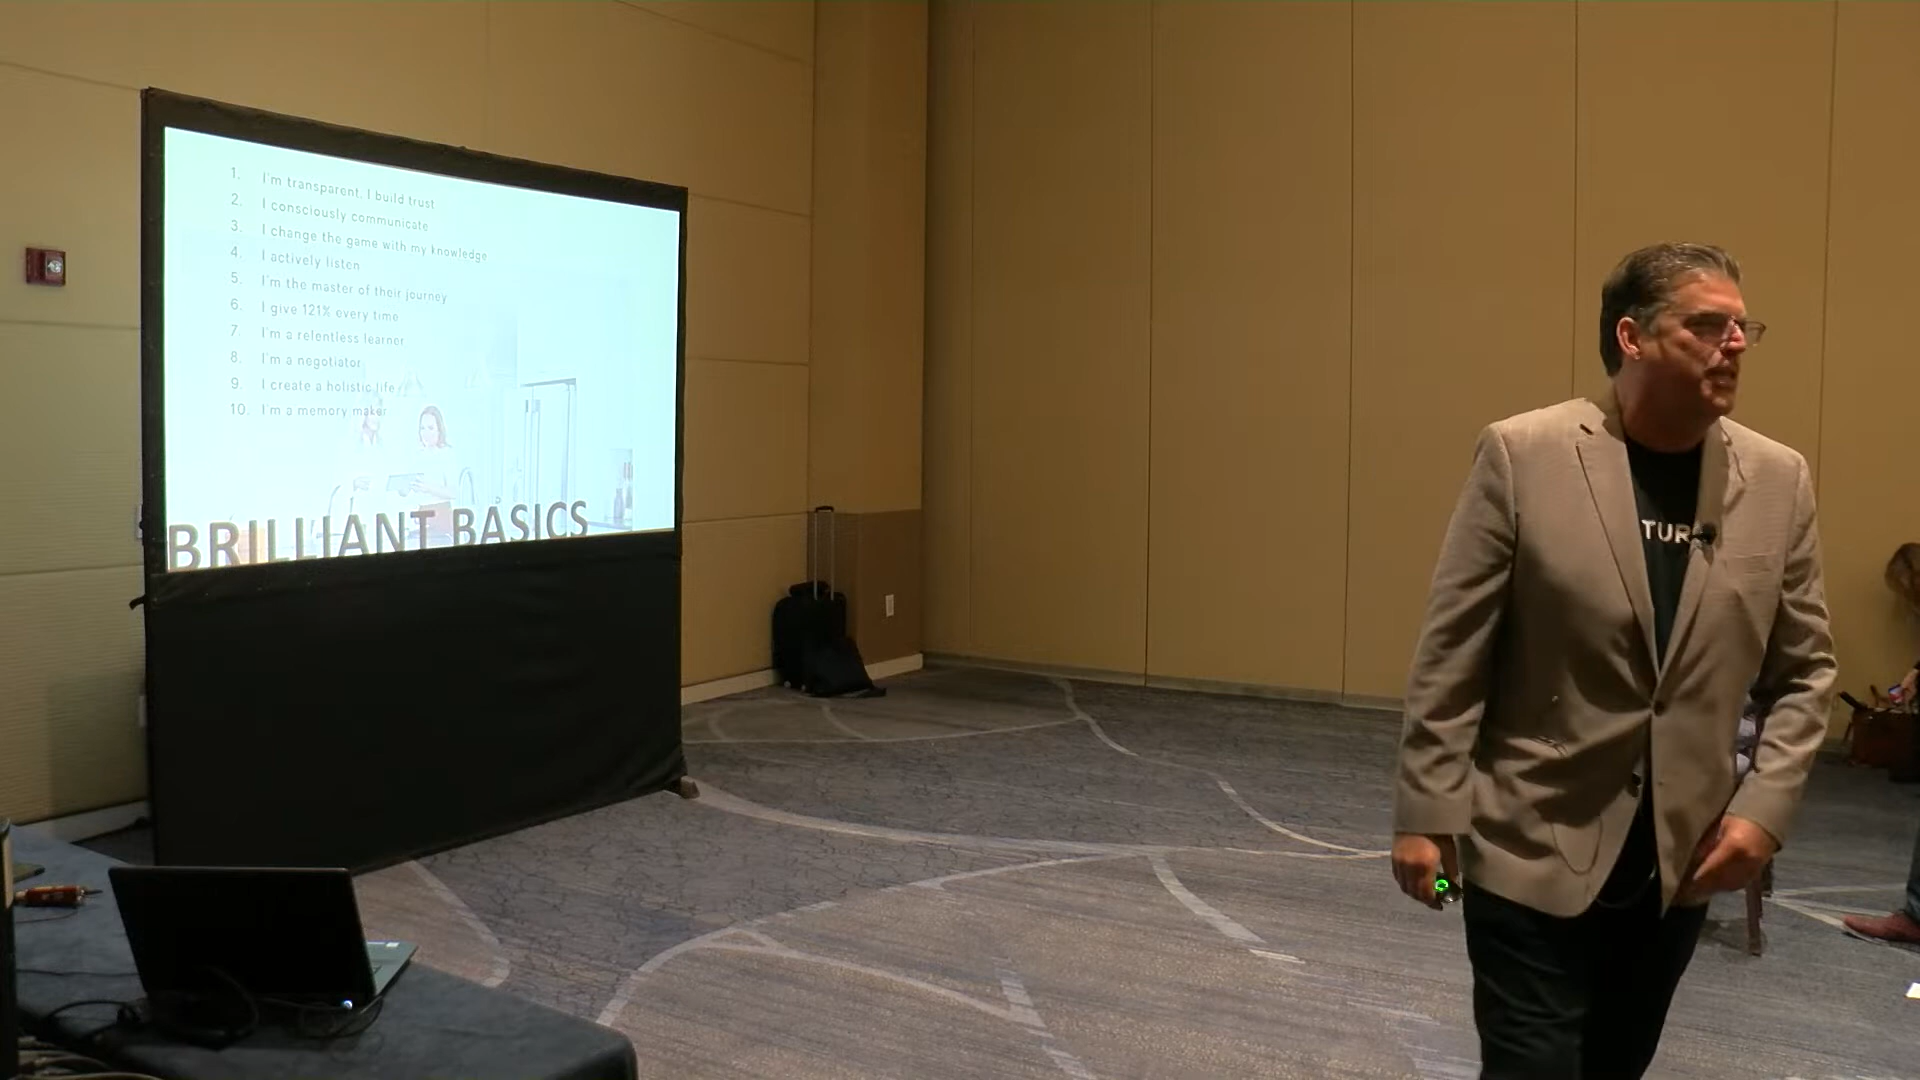 1. I'm transparent. I build trust
2. I consciously communicate
3. I change the game with my knowledge
4. I actively listen
5. I'm the master of their journey
6. I give 121% every time
7. I'm a relentless learner
8. I'm a negotiator
9. I create a holistic life
10. I'm a memory maker
BRILLIANT BASICS
TUR